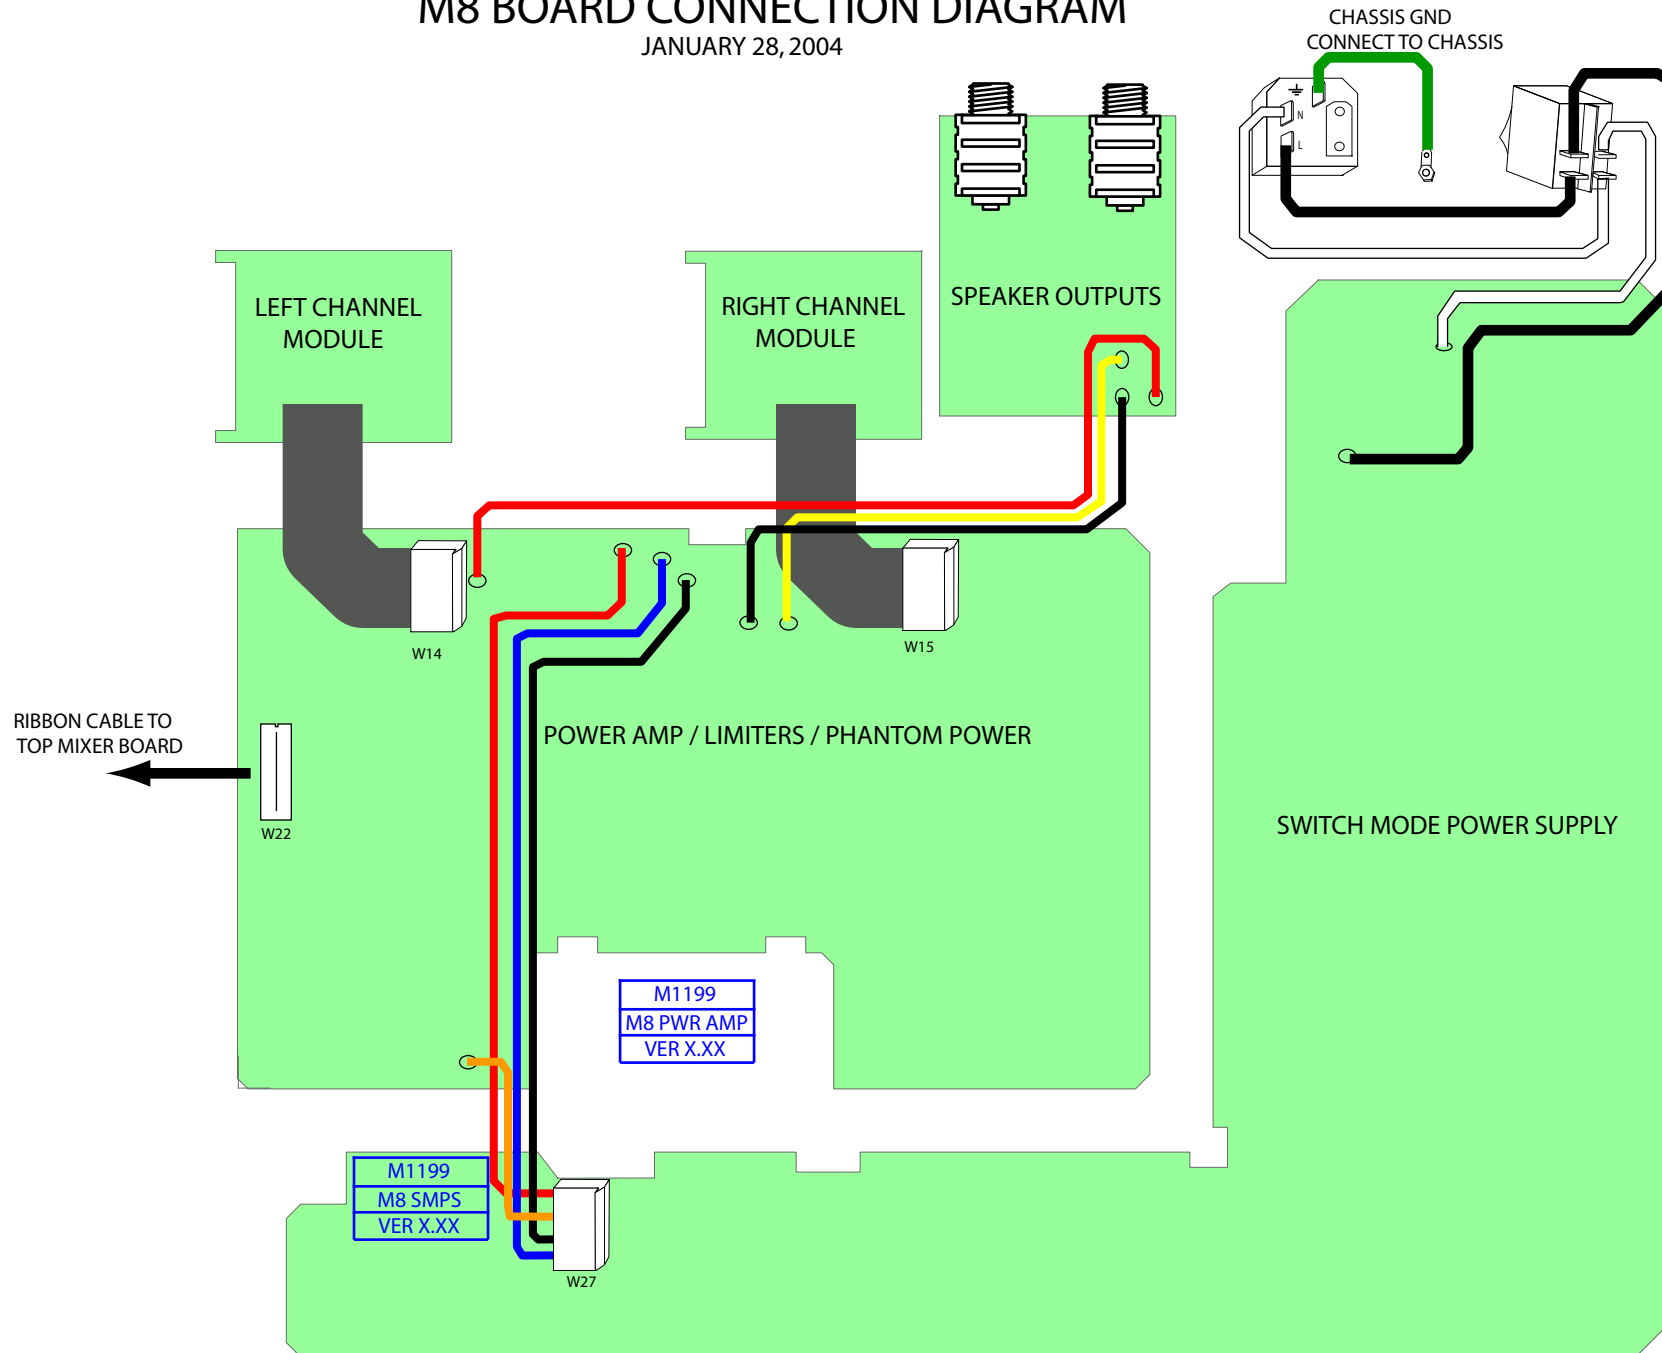 M8 BOARD CONNECTION DIAGRAM
JANUARY 28, 2004
CHASSIS GND
CONNECT TO CHASSIS
N
L
LEFT CHANNEL
MODULE
RIGHT CHANNEL
MODULE
SPEAKER OUTPUTS
W14
W15
RIBBON CABLE TO
TOP MIXER BOARD
W22
POWER AMP / LIMITERS / PHANTOM POWER
SWITCH MODE POWER SUPPLY
M1199
M8 PWR AMP
VER X.XX
M1199
M8 SMPS
VER X.XX
W27